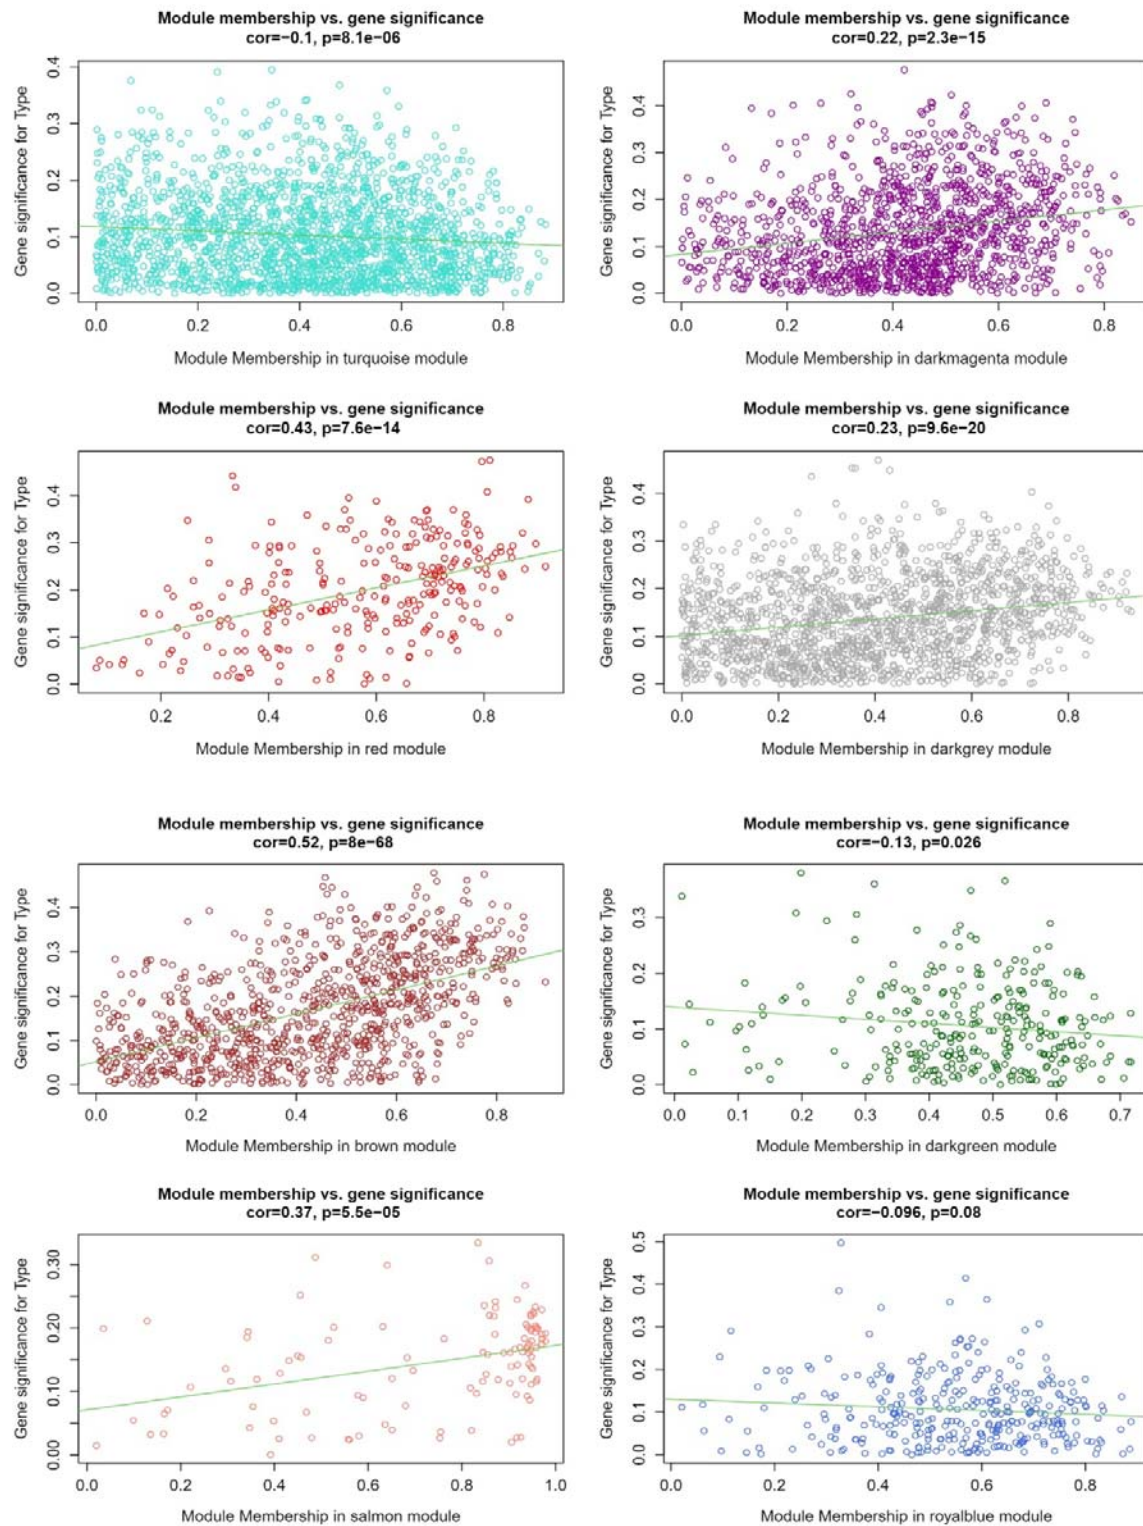 Module membership vs. gene significance
cor=−0.1, p=8.1e−06
Gene significance for Type
0.0 0.1 0.2 0.3 0.4
0.0 0.2 0.4 0.6 0.8
Module Membership in turquoise module
Module membership vs. gene significance
cor=0.22, p=2.3e−15
Gene significance for Type
0.0 0.1 0.2 0.3 0.4
0.0 0.2 0.4 0.6 0.8
Module Membership in darkmagenta module
Module membership vs. gene significance
cor=0.43, p=7.6e−14
Gene significance for Type
0.0 0.1 0.2 0.3 0.4
0.2 0.4 0.6 0.8
Module Membership in red module
Module membership vs. gene significance
cor=0.23, p=9.6e−20
Gene significance for Type
0.0 0.1 0.2 0.3 0.4
0.0 0.2 0.4 0.6 0.8
Module Membership in darkgrey module
Module membership vs. gene significance
cor=0.52, p=8e−68
Gene significance for Type
0.0 0.1 0.2 0.3 0.4
0.0 0.2 0.4 0.6 0.8
Module Membership in brown module
Module membership vs. gene significance
cor=−0.13, p=0.026
Gene significance for Type
0.0 0.1 0.2 0.3
0.0 0.1 0.2 0.3 0.4 0.5 0.6 0.7
Module Membership in darkgreen module
Module membership vs. gene significance
cor=0.37, p=5.5e−05
Gene significance for Type
0.00 0.10 0.20 0.30
0.0 0.2 0.4 0.6 0.8 1.0
Module Membership in salmon module
Module membership vs. gene significance
cor=−0.096, p=0.08
Gene significance for Type
0.0 0.1 0.2 0.3 0.4 0.5
0.0 0.2 0.4 0.6 0.8
Module Membership in royalblue module